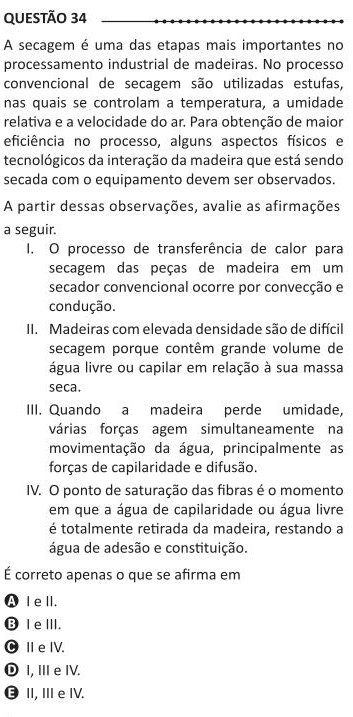 QUESTÃO 34
A secagem é uma das etapas mais importantes no
processamento industrial de madeiras. No processo
convencional de secagem são utilizadas estufas,
nas quais se controlam a temperatura, a umidade
relativa e a velocidade do ar. Para obtenção de maior
eficiência no processo, alguns aspectos físicos e
tecnológicos da interação da madeira que está sendo
secada com o equipamento devem ser observados.
A partir dessas observações, avalie as afirmações
a seguir.
I. O processo de transferência de calor para
secagem das peças de madeira em um
secador convencional ocorre por convecção e
condução.
II. Madeiras com elevada densidade são de difícil
secagem porque contêm grande volume de
água livre ou capilar em relação à sua massa
seca.
III. Quando a madeira perde umidade,
várias forças agem simultaneamente na
movimentação da água, principalmente as
forças de capilaridade e difusão.
IV. O ponto de saturação das fibras é o momento
em que a água de capilaridade ou água livre
é totalmente retirada da madeira, restando a
água de adesão e constituição.
É correto apenas o que se afirma em
A I e II.
B I e III.
C II e IV.
D I, III e IV.
E II, III e IV.